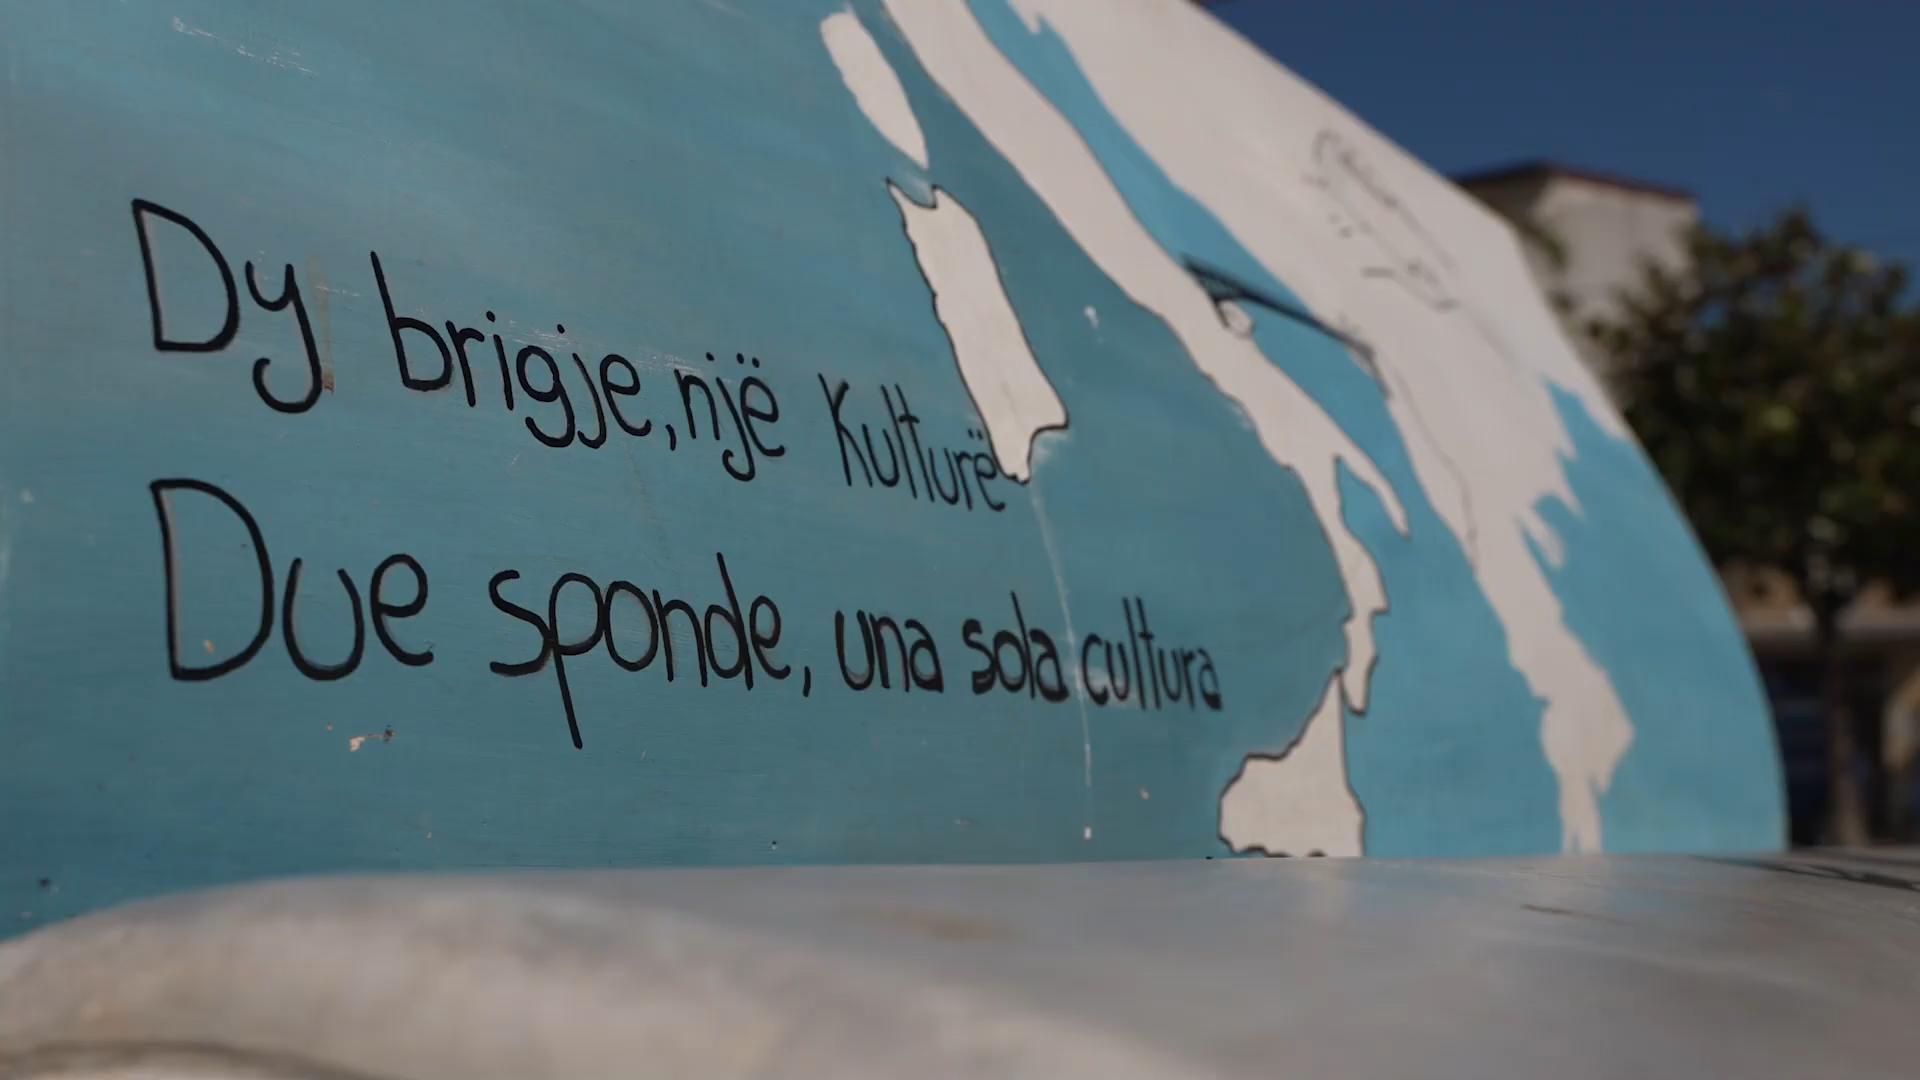 Dy brigje, një Kulturë
Due sponde, una sola cultura